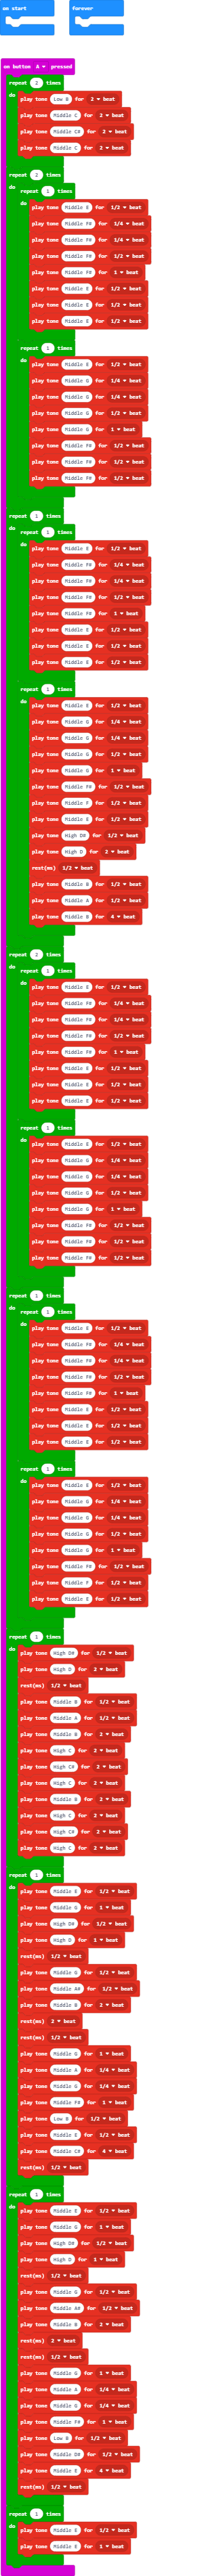 on start forever
on button A ▼ pressed
repeat 2 times
do
play tone Low B for 2 ▼ beat
play tone Middle C for 2 ▼ beat
play tone Middle C# for 2 ▼ beat
play tone Middle C for 2 ▼ beat
repeat 2 times
do
repeat 1 times
do
play tone Middle E for 1/2 ▼ beat
play tone Middle F# for 1/4 ▼ beat
play tone Middle F# for 1/4 ▼ beat
play tone Middle F# for 1/2 ▼ beat
play tone Middle F# for 1 ▼ beat
play tone Middle E for 1/2 ▼ beat
play tone Middle E for 1/2 ▼ beat
play tone Middle E for 1/2 ▼ beat
repeat 1 times
do
play tone Middle E for 1/2 ▼ beat
play tone Middle G for 1/4 ▼ beat
play tone Middle G for 1/4 ▼ beat
play tone Middle G for 1/2 ▼ beat
play tone Middle G for 1 ▼ beat
play tone Middle F# for 1/2 ▼ beat
play tone Middle F# for 1/2 ▼ beat
play tone Middle F# for 1/2 ▼ beat
repeat 1 times
do
repeat 1 times
do
play tone Middle E for 1/2 ▼ beat
play tone Middle F# for 1/4 ▼ beat
play tone Middle F# for 1/4 ▼ beat
play tone Middle F# for 1/2 ▼ beat
play tone Middle F# for 1 ▼ beat
play tone Middle E for 1/2 ▼ beat
play tone Middle E for 1/2 ▼ beat
play tone Middle E for 1/2 ▼ beat
repeat 1 times
do
play tone Middle E for 1/2 ▼ beat
play tone Middle G for 1/4 ▼ beat
play tone Middle G for 1/4 ▼ beat
play tone Middle G for 1/2 ▼ beat
play tone Middle G for 1 ▼ beat
play tone Middle F# for 1/2 ▼ beat
play tone Middle F for 1/2 ▼ beat
play tone Middle E for 1/2 ▼ beat
play tone High D# for 1/2 ▼ beat
play tone High D for 2 ▼ beat
rest(ms) 1/2 ▼ beat
play tone Middle B for 1/2 ▼ beat
play tone Middle A for 1/2 ▼ beat
play tone Middle B for 4 ▼ beat
repeat 2 times
do
repeat 1 times
do
play tone Middle E for 1/2 ▼ beat
play tone Middle F# for 1/4 ▼ beat
play tone Middle F# for 1/4 ▼ beat
play tone Middle F# for 1/2 ▼ beat
play tone Middle F# for 1 ▼ beat
play tone Middle E for 1/2 ▼ beat
play tone Middle E for 1/2 ▼ beat
play tone Middle E for 1/2 ▼ beat
repeat 1 times
do
play tone Middle E for 1/2 ▼ beat
play tone Middle G for 1/4 ▼ beat
play tone Middle G for 1/4 ▼ beat
play tone Middle G for 1/2 ▼ beat
play tone Middle G for 1 ▼ beat
play tone Middle F# for 1/2 ▼ beat
play tone Middle F# for 1/2 ▼ beat
play tone Middle F# for 1/2 ▼ beat
repeat 1 times
do
repeat 1 times
do
play tone Middle E for 1/2 ▼ beat
play tone Middle F# for 1/4 ▼ beat
play tone Middle F# for 1/4 ▼ beat
play tone Middle F# for 1/2 ▼ beat
play tone Middle F# for 1 ▼ beat
play tone Middle E for 1/2 ▼ beat
play tone Middle E for 1/2 ▼ beat
play tone Middle E for 1/2 ▼ beat
repeat 1 times
do
play tone Middle E for 1/2 ▼ beat
play tone Middle G for 1/4 ▼ beat
play tone Middle G for 1/4 ▼ beat
play tone Middle G for 1/2 ▼ beat
play tone Middle G for 1 ▼ beat
play tone Middle F# for 1/2 ▼ beat
play tone Middle F for 1/2 ▼ beat
play tone Middle E for 1/2 ▼ beat
repeat 1 times
do
play tone High D# for 1/2 ▼ beat
play tone High D for 2 ▼ beat
rest(ms) 1/2 ▼ beat
play tone Middle B for 1/2 ▼ beat
play tone Middle A for 1/2 ▼ beat
play tone Middle B for 2 ▼ beat
play tone High C for 2 ▼ beat
play tone High C# for 2 ▼ beat
play tone High C for 2 ▼ beat
play tone Middle B for 2 ▼ beat
play tone High C for 2 ▼ beat
play tone High C# for 2 ▼ beat
play tone High C for 2 ▼ beat
repeat 1 times
do
play tone Middle E for 1/2 ▼ beat
play tone Middle G for 1 ▼ beat
play tone High D# for 1/2 ▼ beat
play tone High D for 1 ▼ beat
rest(ms) 1/2 ▼ beat
play tone Middle G for 1/2 ▼ beat
play tone Middle A# for 1/2 ▼ beat
play tone Middle B for 2 ▼ beat
rest(ms) 2 ▼ beat
rest(ms) 1/2 ▼ beat
play tone Middle G for 1 ▼ beat
play tone Middle A for 1/4 ▼ beat
play tone Middle G for 1/4 ▼ beat
play tone Middle F# for 1 ▼ beat
play tone Low B for 1/2 ▼ beat
play tone Middle E for 1/2 ▼ beat
play tone Middle C# for 4 ▼ beat
rest(ms) 1/2 ▼ beat
repeat 1 times
do
play tone Middle E for 1/2 ▼ beat
play tone Middle G for 1 ▼ beat
play tone High D# for 1/2 ▼ beat
play tone High D for 1 ▼ beat
rest(ms) 1/2 ▼ beat
play tone Middle G for 1/2 ▼ beat
play tone Middle A# for 1/2 ▼ beat
play tone Middle B for 2 ▼ beat
rest(ms) 2 ▼ beat
rest(ms) 1/2 ▼ beat
play tone Middle G for 1 ▼ beat
play tone Middle A for 1/4 ▼ beat
play tone Middle G for 1/4 ▼ beat
play tone Middle F# for 1 ▼ beat
play tone Low B for 1/2 ▼ beat
play tone Middle D# for 1/2 ▼ beat
play tone Middle E for 4 ▼ beat
rest(ms) 1/2 ▼ beat
repeat 1 times
do
play tone Middle E for 1/2 ▼ beat
play tone Middle E for 1 ▼ beat